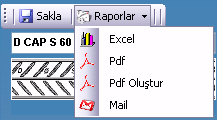 Sakla Raporlar
D CAP S 60
Excel
Pdf
Pdf Oluştur
Mail